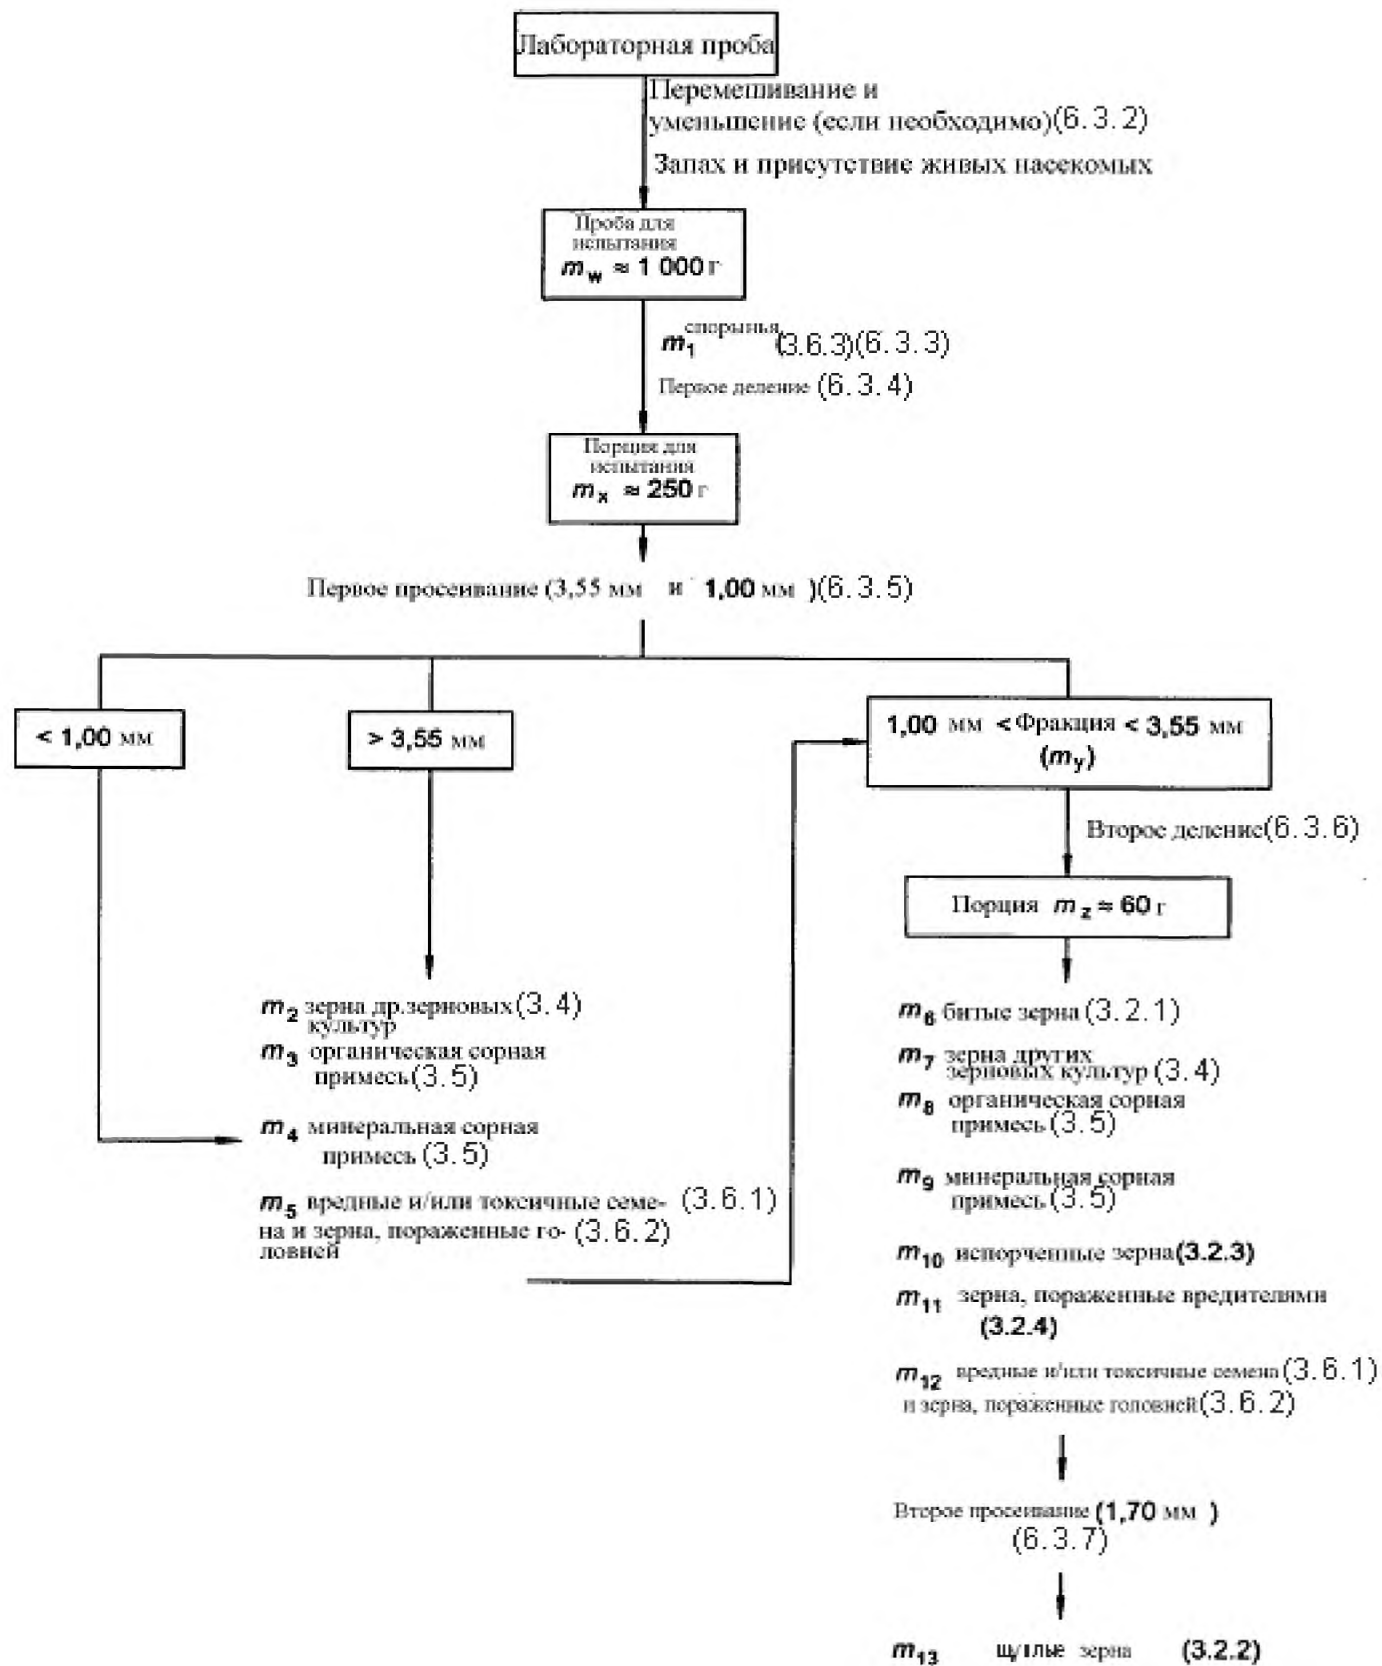 Лабораторная проба
Перемешивание и
уменьшение (если необходимо)(6.3.2)
Запах и присутствие живых насекомых
Проба для
испытания
m w ≈ 1 000 г
m1 спорынья (3.6.3)(6.3.3)
Первое деление (6.3.4)
Порция для
испытания
m x ≈ 250 г
Первое просеивание (3,55 мм и 1,00 мм )(6.3.5)
< 1,00 мм
> 3,55 мм
1,00 мм < Фракция < 3,55 мм
(m y)
Второе деление(6.3.6)
Порция m z ≈ 60 г
m2 зерна др.зерновых (3.4)
культур
m3 органическая сорная
примесь(3.5)
m4 минеральная сорная
примесь (3.5)
m5 вредные и/или токсичные семе- (3.6.1)
на и зерна, пораженные го- (3.6.2)
ловней
m6 битые зерна (3.2.1)
m7 зерна других
зерновых культур (3.4)
m8 органическая сорная
примесь (3.5)
m9 минеральная сорная
примесь (3.5)
m10 испорченные зерна(3.2.3)
m11 зерна, пораженные вредителями
(3.2.4)
m12 вредные и/или токсичные семена (3.6.1)
и зерна, пораженные головней(3.6.2)
Второе просеивание (1,70 мм )
(6.3.7)
m13 щуплые зерна (3.2.2)